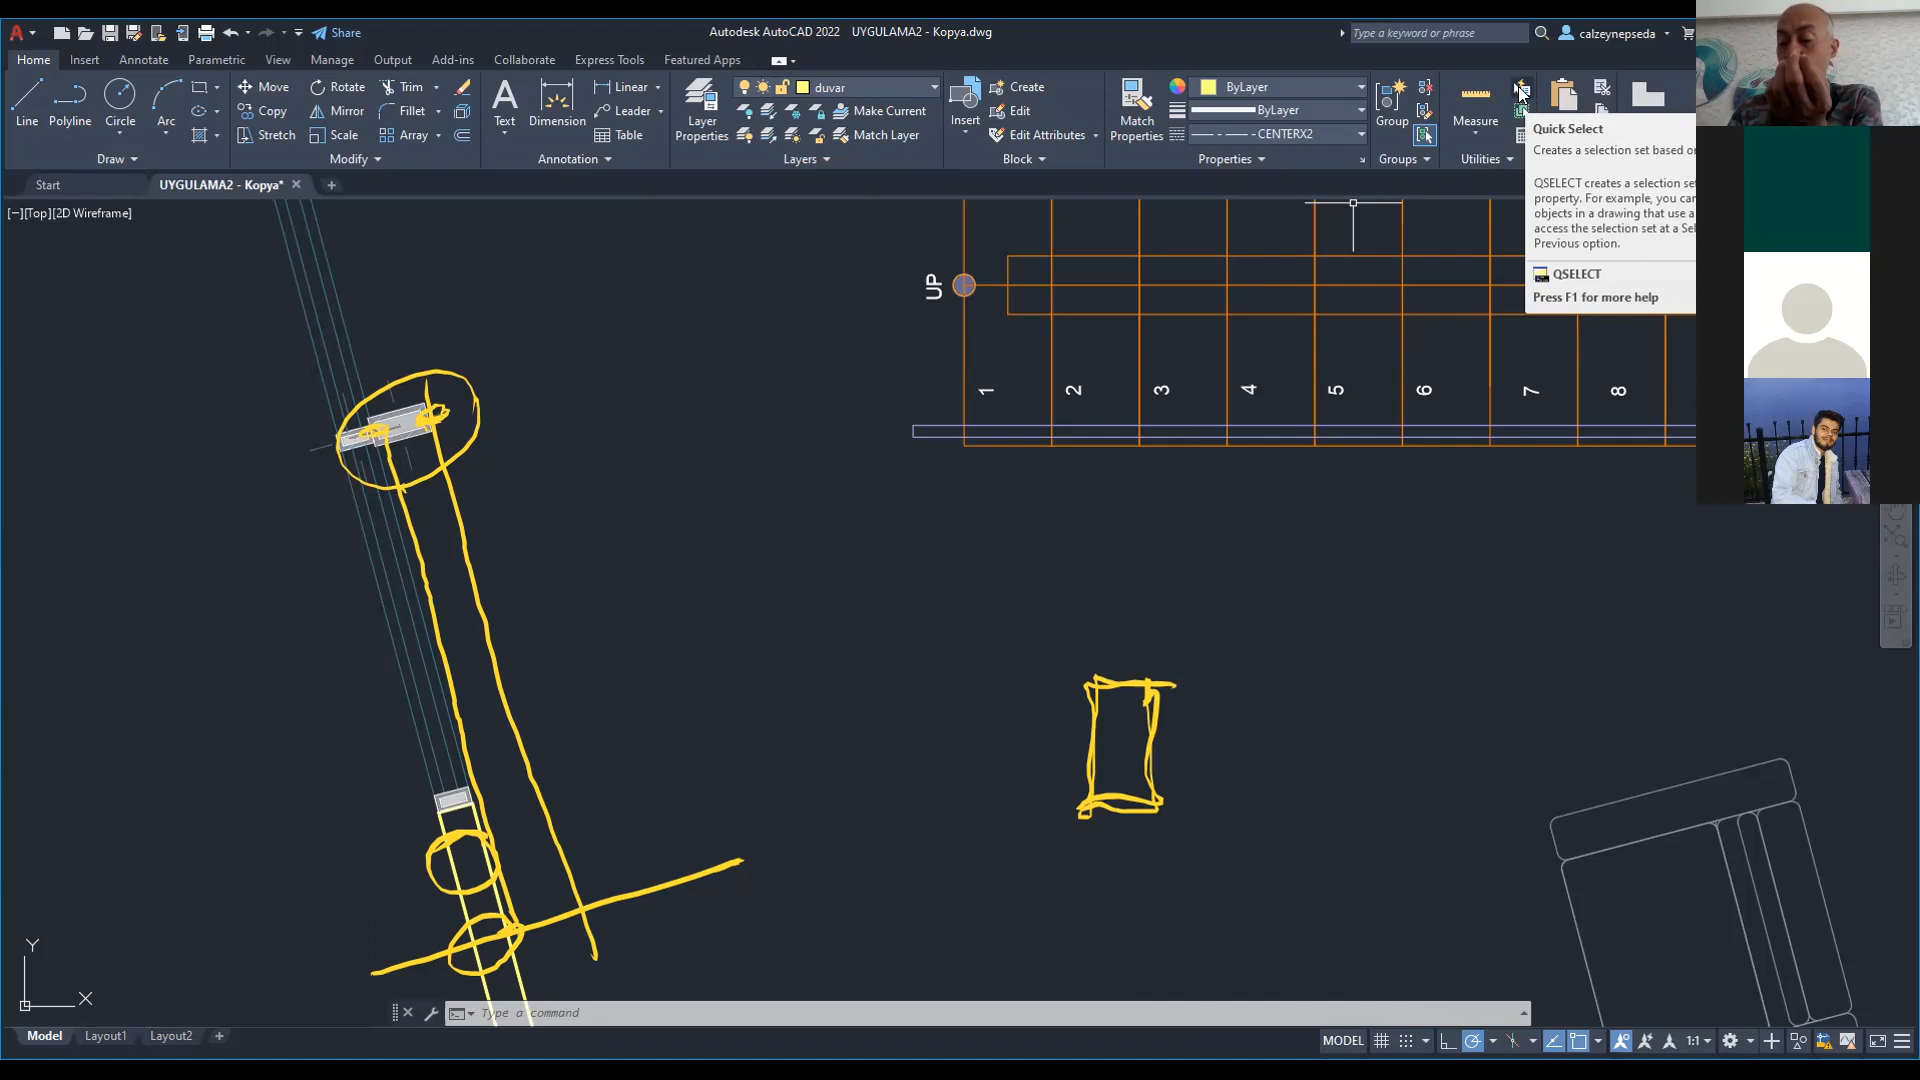 Share
Autodesk AutoCAD 2022 UYGULAMA2 - Kopya.dwg
Type a keyword or phrase
calzeynepseda
Home Insert Annotate Parametric View Manage Output Add-ins Collaborate Express Tools Featured Apps
Line Polyline Circle Arc
Move Rotate Trim
Copy Mirror Fillet
Stretch Scale Array
Text Dimension
Linear
Leader
Table
Layer Properties
duvar
Make Current
Match Layer
Insert
Create
Edit
Edit Attributes
Match Properties
ByLayer
ByLayer
CENTERX2
Group
Measure
Draw Modify Annotation Layers Block Properties Groups Utilities
Quick Select
Creates a selection set based
QSELECT creates a selection set
property. For example, you can
objects in a drawing that use a
access the selection set at a
Previous option.
QSELECT
Press F1 for more help
Start UYGULAMA2 - Kopya* +
[−][Top][2D Wireframe]
UP
1 2 3 4 5 6 7 8
Y
X
Type a command
Model Layout1 Layout2 +
MODEL
1:1